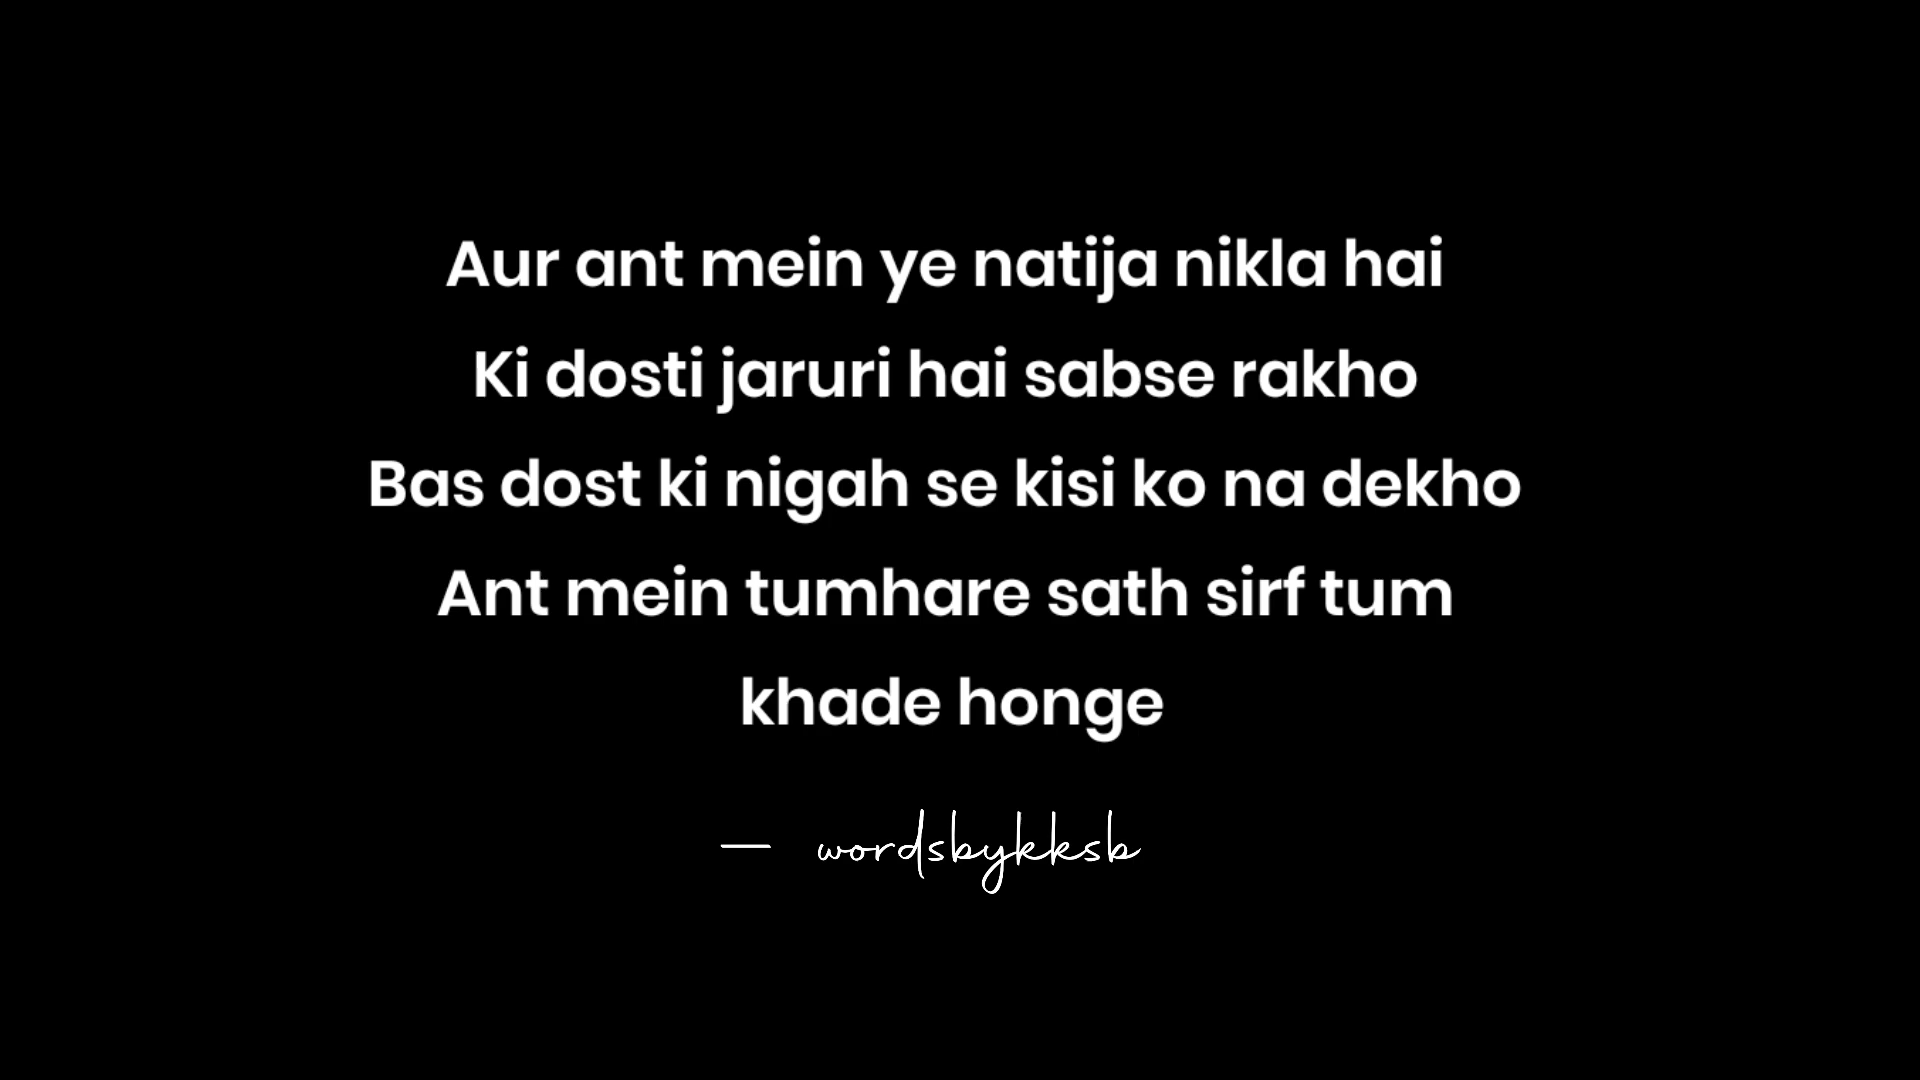 Aur ant mein ye natija nikla hai
Ki dosti jaruri hai sabse rakho
Bas dost ki nigah se kisi ko na dekho
Ant mein tumhare sath sirf tum
khade honge
— wordsbykksb